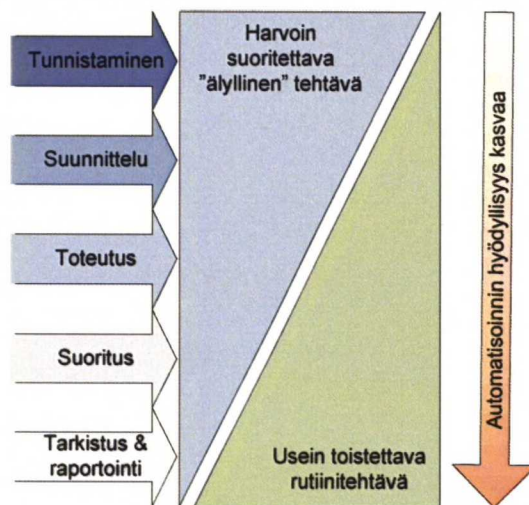 Tunnistaminen
Suunnittelu
Toteutus
Suoritus
Tarkistus &
raportointi
Harvoin
suoritettava
"älyllinen" tehtävä
Usein toistettava
rutiinitehtävä
Automatisoinnin hyödyllisyys kasvaa